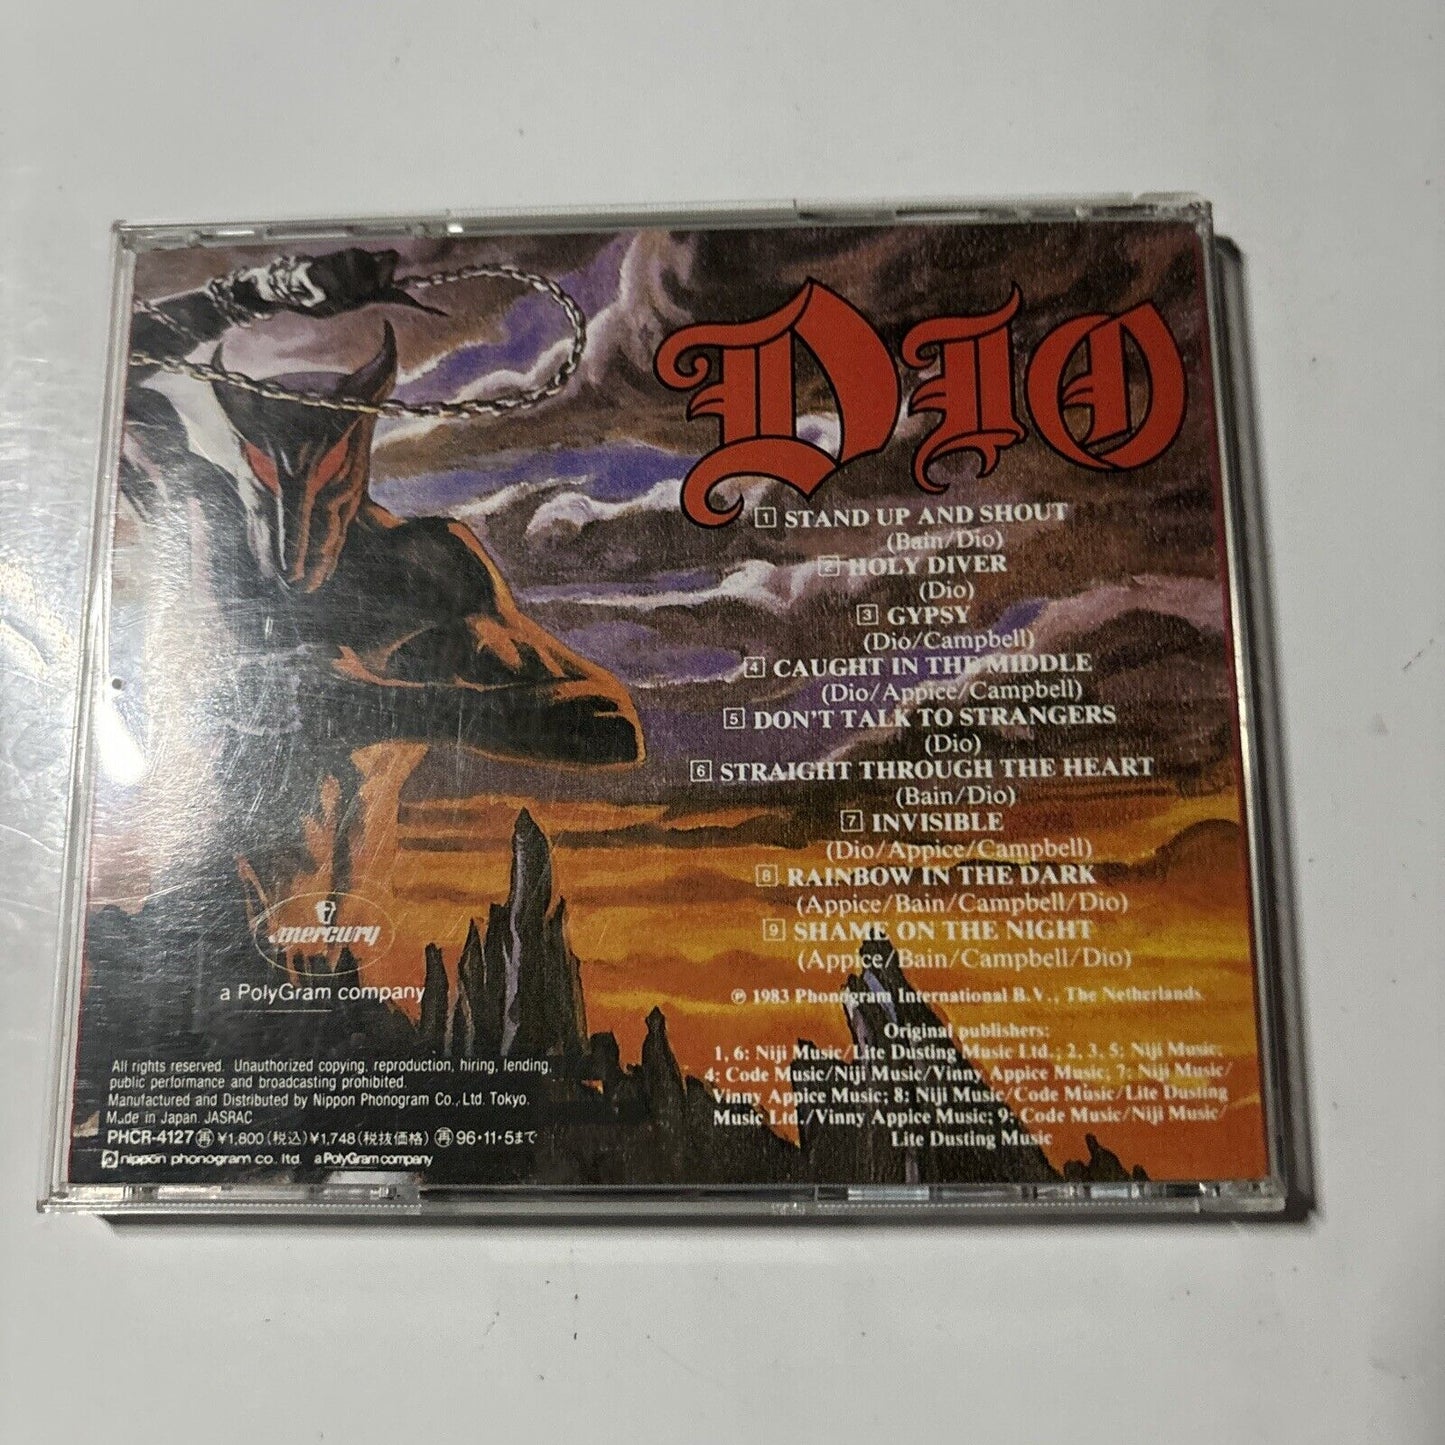 DIO
1 STAND UP AND SHOUT
(Bain/Dio)
2 HOLY DIVER
(Dio)
3 GYPSY
(Dio/Campbell)
4 CAUGHT IN THE MIDDLE
(Dio/Appice/Campbell)
5 DON'T TALK TO STRANGERS
(Dio)
6 STRAIGHT THROUGH THE HEART
(Bain/Dio)
7 INVISIBLE
(Dio/Appice/Campbell)
8 RAINBOW IN THE DARK
(Appice/Bain/Campbell/Dio)
9 SHAME ON THE NIGHT
(Appice/Bain/Campbell/Dio)
℗ 1983 Phonogram International B.V., The Netherlands
Original publishers:
1, 6: Niji Music/Lite Dusting Music Ltd.; 2, 3, 5: Niji Music;
4: Code Music/Niji Music/Vinny Appice Music; 7: Niji Music/
Vinny Appice Music; 8: Niji Music/Code Music/Lite Dusting
Music Ltd./Vinny Appice Music; 9: Code Music/Niji Music/
Lite Dusting Music
mercury
a PolyGram company
All rights reserved. Unauthorized copying, reproduction, hiring, lending,
public performance and broadcasting prohibited.
Manufactured and Distributed by Nippon Phonogram Co., Ltd. Tokyo.
Made in Japan. JASRAC
PHCR-4127 再 ¥1,800(税込)¥1,748(税抜価格) 再 96・11・5まで
nippon phonogram co. ltd. a PolyGram company